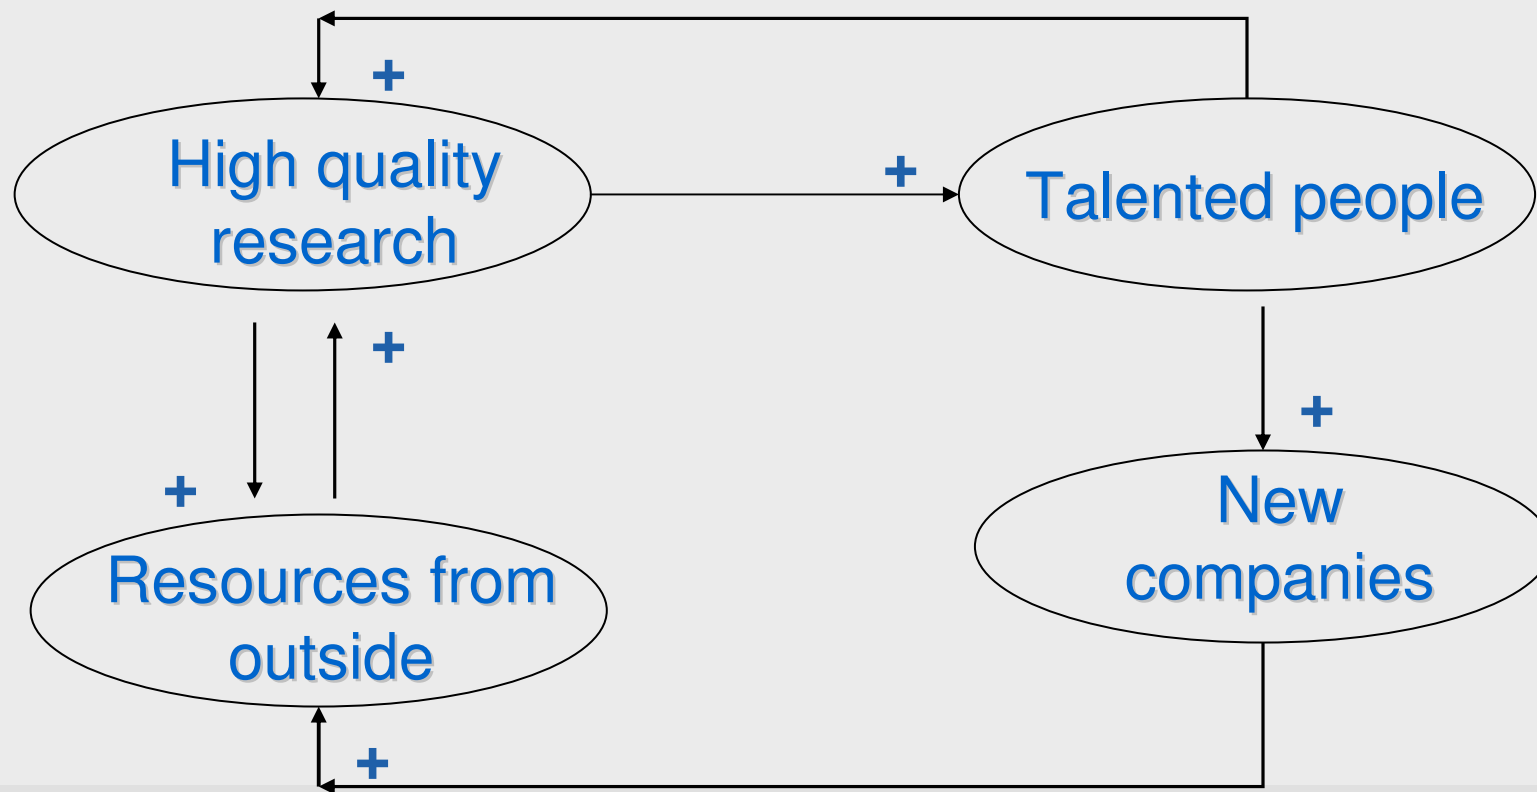 +
High quality
research
+
Talented people
+
+
+
New
companies
Resources from
outside
+